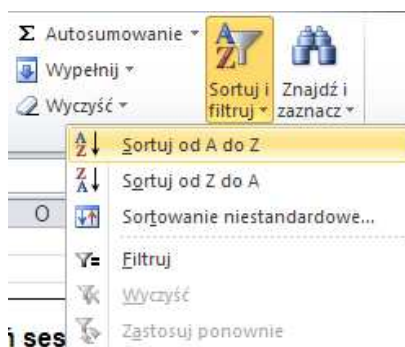 Σ Autosumowanie
Wypełnij
Wyczyść
Sortuj i filtruj
Znajdź i zaznacz
Sortuj od A do Z
Sortuj od Z do A
Sortowanie niestandardowe...
Filtruj
Wyczyść
Zastosuj ponownie
O
ses